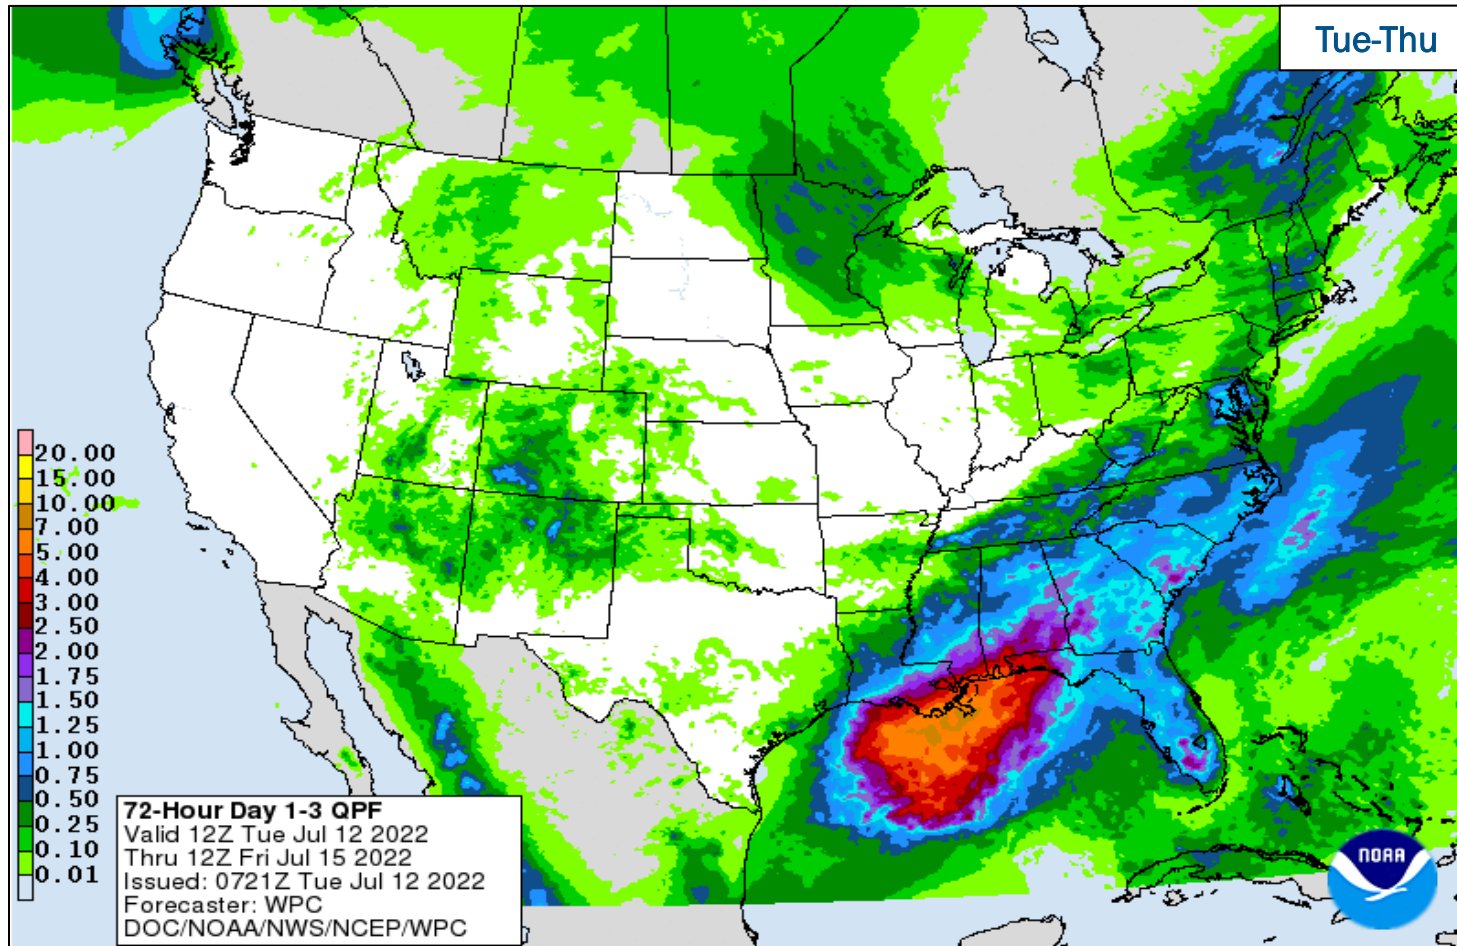 Tue-Thu
20.00
15.00
10.00
7.00
5.00
4.00
3.00
2.50
2.00
1.75
1.50
1.25
1.00
0.75
0.50
0.25
0.10
0.01
72-Hour Day 1-3 QPF
Valid 12Z Tue Jul 12 2022
Thru 12Z Fri Jul 15 2022
Issued: 0721Z Tue Jul 12 2022
Forecaster: WPC
DOC/NOAA/NWS/NCEP/WPC
NOAA